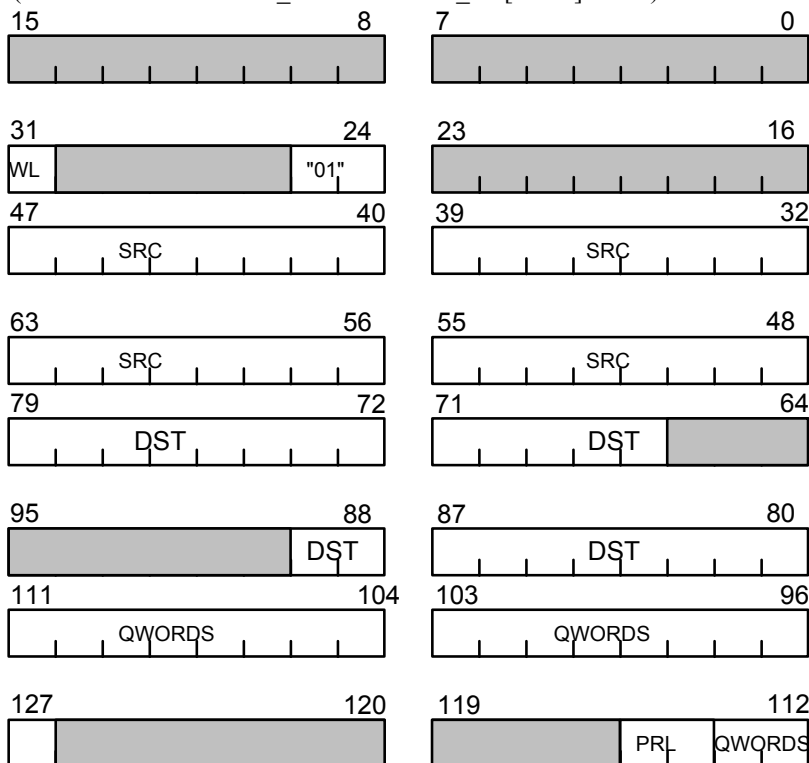 15 8 7 0
31 24 23 16
WL "01"
47 40 39 32
SRC SRC
63 56 55 48
SRC SRC
79 72 71 64
DST DST
95 88 87 80
DST DST
111 104 103 96
QWORDS QWORDS
127 120 119 112
PRL QWORDS